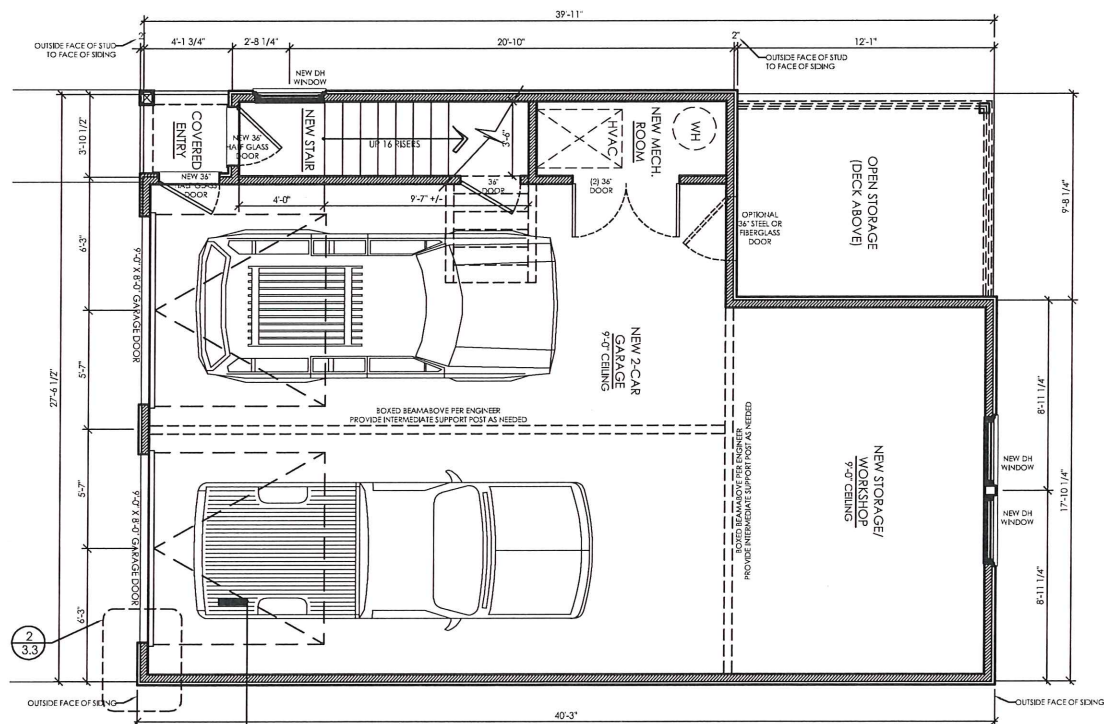 39'-11"
2"
4'-1 3/4"
2'-8 1/4"
20'-10"
2"
12'-1"
OUTSIDE FACE OF STUD
TO FACE OF SIDING
OUTSIDE FACE OF STUD
TO FACE OF SIDING
NEW DH
WINDOW
COVERED
ENTRY
NEW 36"
HALF GLASS
DOOR
NEW 36"
HALF GLASS
DOOR
NEW STAIR
UP 16 RISERS
3'-6"
HVAC
NEW MECH.
ROOM
WH
36"
DOOR
(2) 36"
DOOR
4'-0"
9'-7" +/-
OPTIONAL
36" STEEL OR
FIBERGLASS
DOOR
OPEN STORAGE
(DECK ABOVE)
9'-8 1/4"
3'-10 1/2"
6'-3"
5'-7"
5'-7"
6'-3"
27'-6 1/2"
9'-0" X 8'-0" GARAGE DOOR
9'-0" X 8'-0" GARAGE DOOR
NEW 2-CAR
GARAGE
9'-0" CEILING
BOXED BEAMABOVE PER ENGINEER
PROVIDE INTERMEDIATE SUPPORT POST AS NEEDED
BOXED BEAMABOVE PER ENGINEER
PROVIDE INTERMEDIATE SUPPORT POST AS NEEDED
NEW STORAGE/
WORKSHOP
9'-0" CEILING
NEW DH
WINDOW
NEW DH
WINDOW
8'-11 1/4"
8'-11 1/4"
17'-10 1/4"
2
3.3
OUTSIDE FACE OF SIDING
OUTSIDE FACE OF SIDING
40'-3"